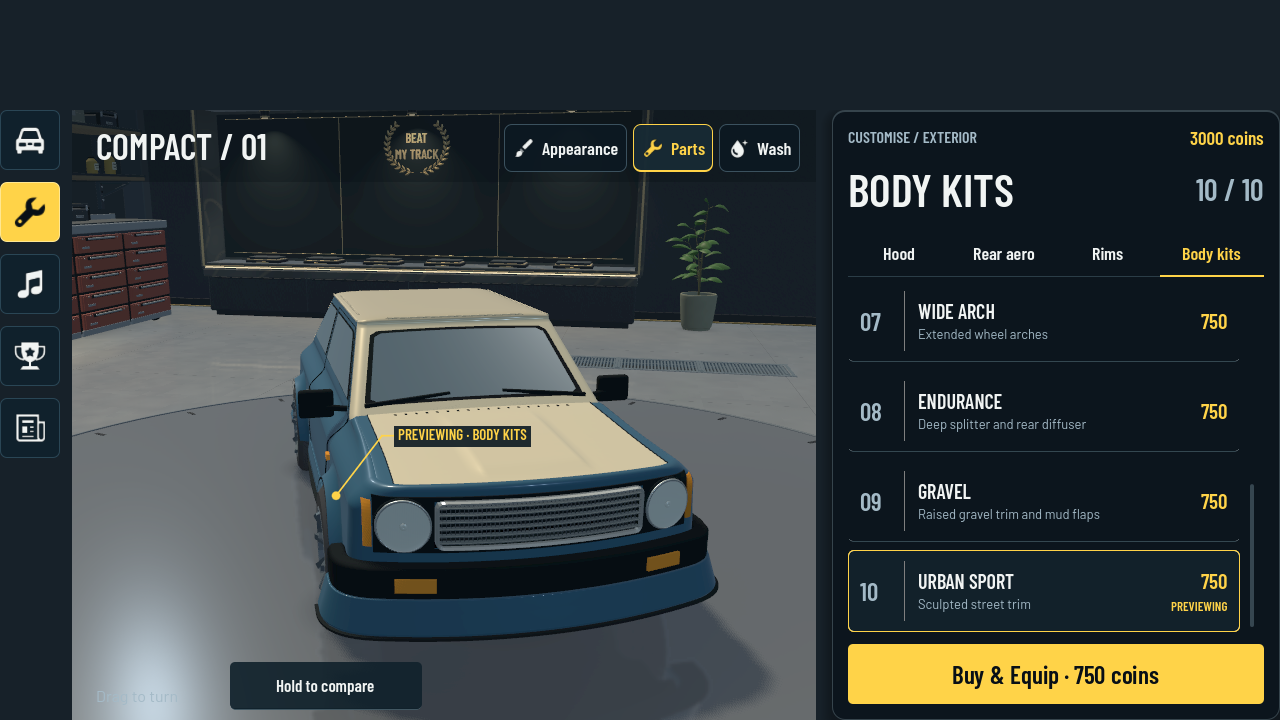 COMPACT / 01
BEAT
MY TRACK
Appearance
Parts
Wash
CUSTOMISE / EXTERIOR
3000 coins
BODY KITS
10 / 10
Hood
Rear aero
Rims
Body kits
07
WIDE ARCH
Extended wheel arches
750
08
ENDURANCE
Deep splitter and rear diffuser
750
09
GRAVEL
Raised gravel trim and mud flaps
750
10
URBAN SPORT
Sculpted street trim
750
PREVIEWING
PREVIEWING · BODY KITS
Drag to turn
Hold to compare
Buy & Equip · 750 coins